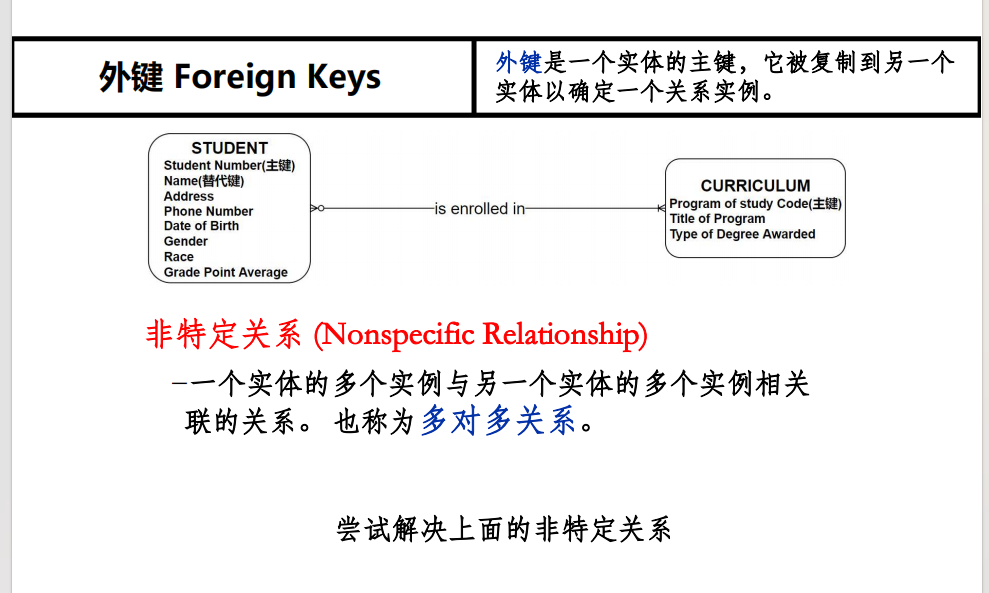 外键 Foreign Keys
外键是一个实体的主键，它被复制到另一个
实体以确定一个关系实例。
STUDENT
Student Number(主键)
Name(替代键)
Address
Phone Number
Date of Birth
Gender
Race
Grade Point Average
is enrolled in
CURRICULUM
Program of study Code(主键)
Title of Program
Type of Degree Awarded
非特定关系 (Nonspecific Relationship)
–一个实体的多个实例与另一个实体的多个实例相关
联的关系。 也称为多对多关系。
尝试解决上面的非特定关系